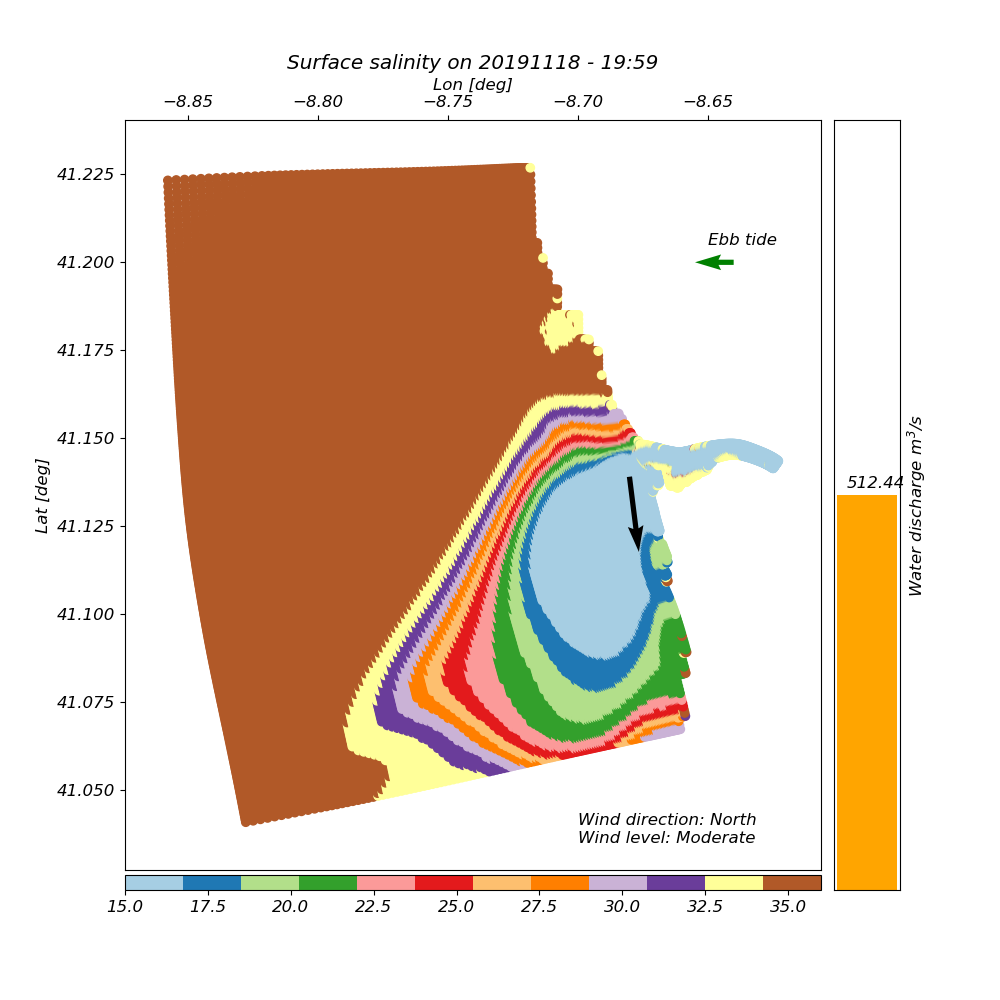 Surface salinity on 20191118 - 19:59
Lon [deg]
−8.85 −8.80 −8.75 −8.70 −8.65
41.225
41.200
41.175
41.150
41.125
41.100
41.075
41.050
Lat [deg]
Ebb tide
512.44
Water discharge m³/s
Wind direction: North
Wind level: Moderate
15.0 17.5 20.0 22.5 25.0 27.5 30.0 32.5 35.0